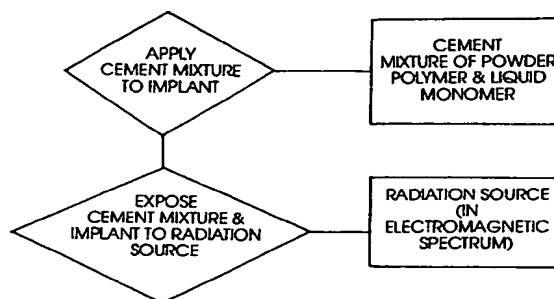 APPLY
CEMENT MIXTURE
TO IMPLANT
CEMENT
MIXTURE OF POWDER
POLYMER & LIQUID
MONOMER
EXPOSE
CEMENT MIXTURE &
IMPLANT TO RADIATION
SOURCE
RADIATION SOURCE
(IN
ELECTROMAGNETIC
SPECTRUM)